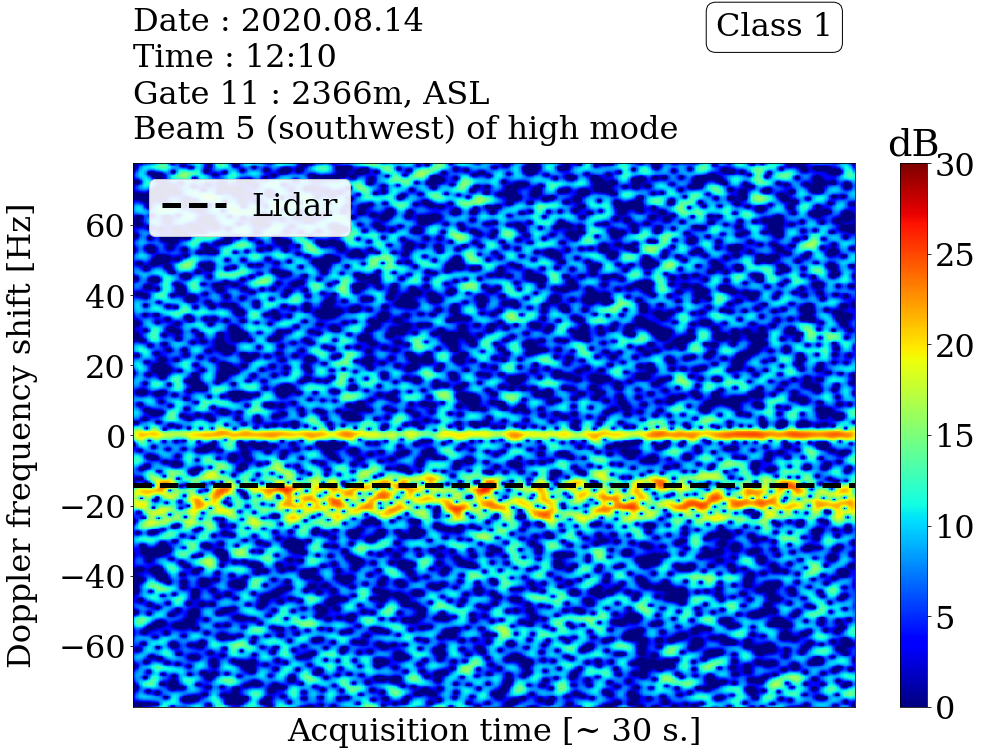 Date : 2020.08.14
Time : 12:10
Gate 11 : 2366m, ASL
Beam 5 (southwest) of high mode
Class 1
dB
Lidar
Doppler frequency shift [Hz]
60
40
20
0
−20
−40
−60
30
25
20
15
10
5
0
Acquisition time [~ 30 s.]